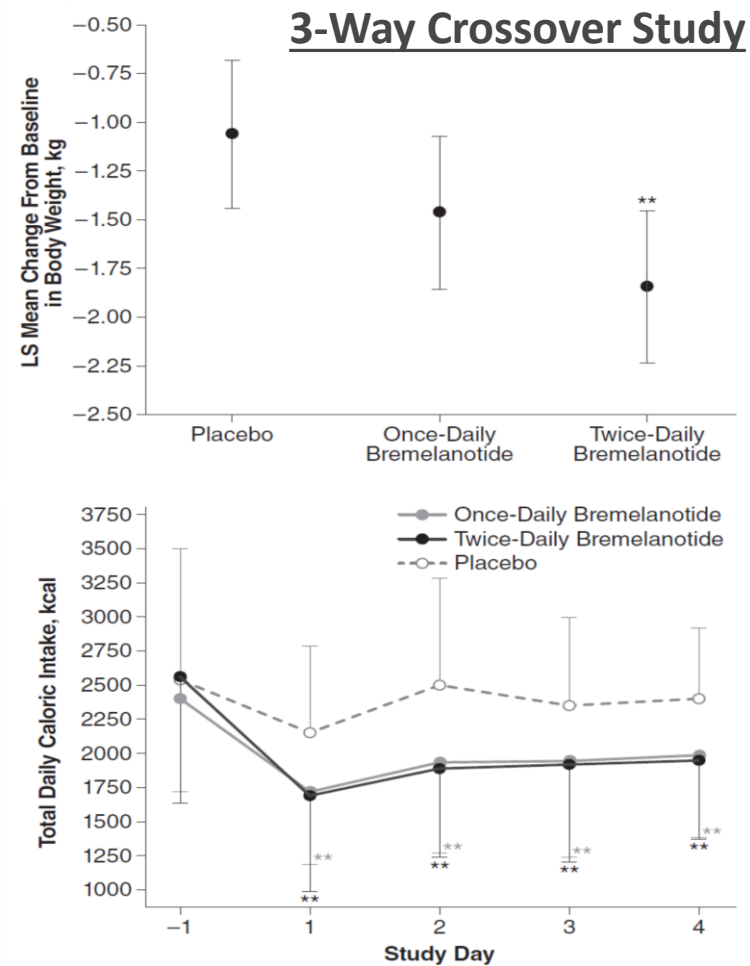 3-Way Crossover Study
LS Mean Change From Baseline
in Body Weight, kg
−0.50
−0.75
−1.00
−1.25
−1.50
−1.75
−2.00
−2.25
−2.50
**
Placebo
Once-Daily
Bremelanotide
Twice-Daily
Bremelanotide
Total Daily Caloric Intake, kcal
3750
3500
3250
3000
2750
2500
2250
2000
1750
1500
1250
1000
Once-Daily Bremelanotide
Twice-Daily Bremelanotide
Placebo
**
**
**
**
**
**
**
**
−1
1
2
3
4
Study Day